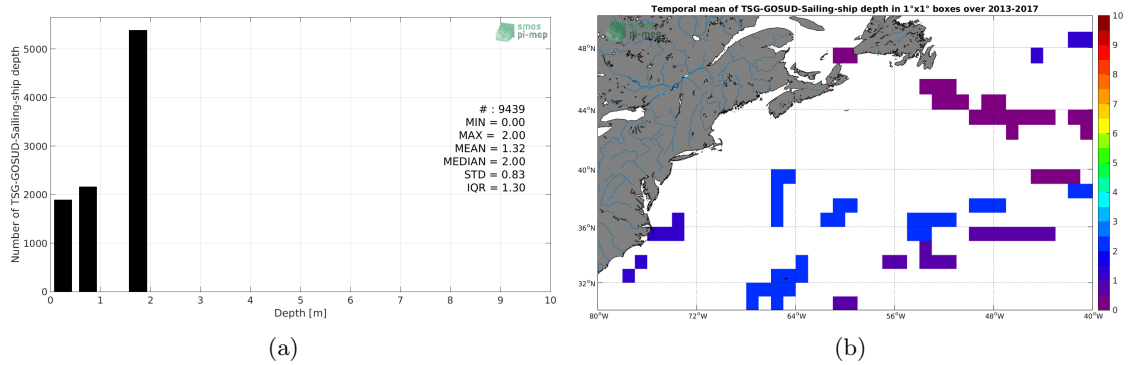 smos
pi-mep
Number of TSG-GOSUD-Sailing-ship depth
5000
4000
3000
2000
1000
0
# : 9439
MIN = 0.00
MAX = 2.00
MEAN = 1.32
MEDIAN = 2.00
STD = 0.83
IQR = 1.30
0 1 2 3 4 5 6 7 8 9 10
Depth [m]
(a)
Temporal mean of TSG-GOSUD-Sailing-ship depth in 1°x1° boxes over 2013-2017
smos
pi-mep
48°N
44°N
40°N
36°N
32°N
80°W 72°W 64°W 56°W 48°W 40°W
10
9
8
7
6
5
4
3
2
1
0
(b)